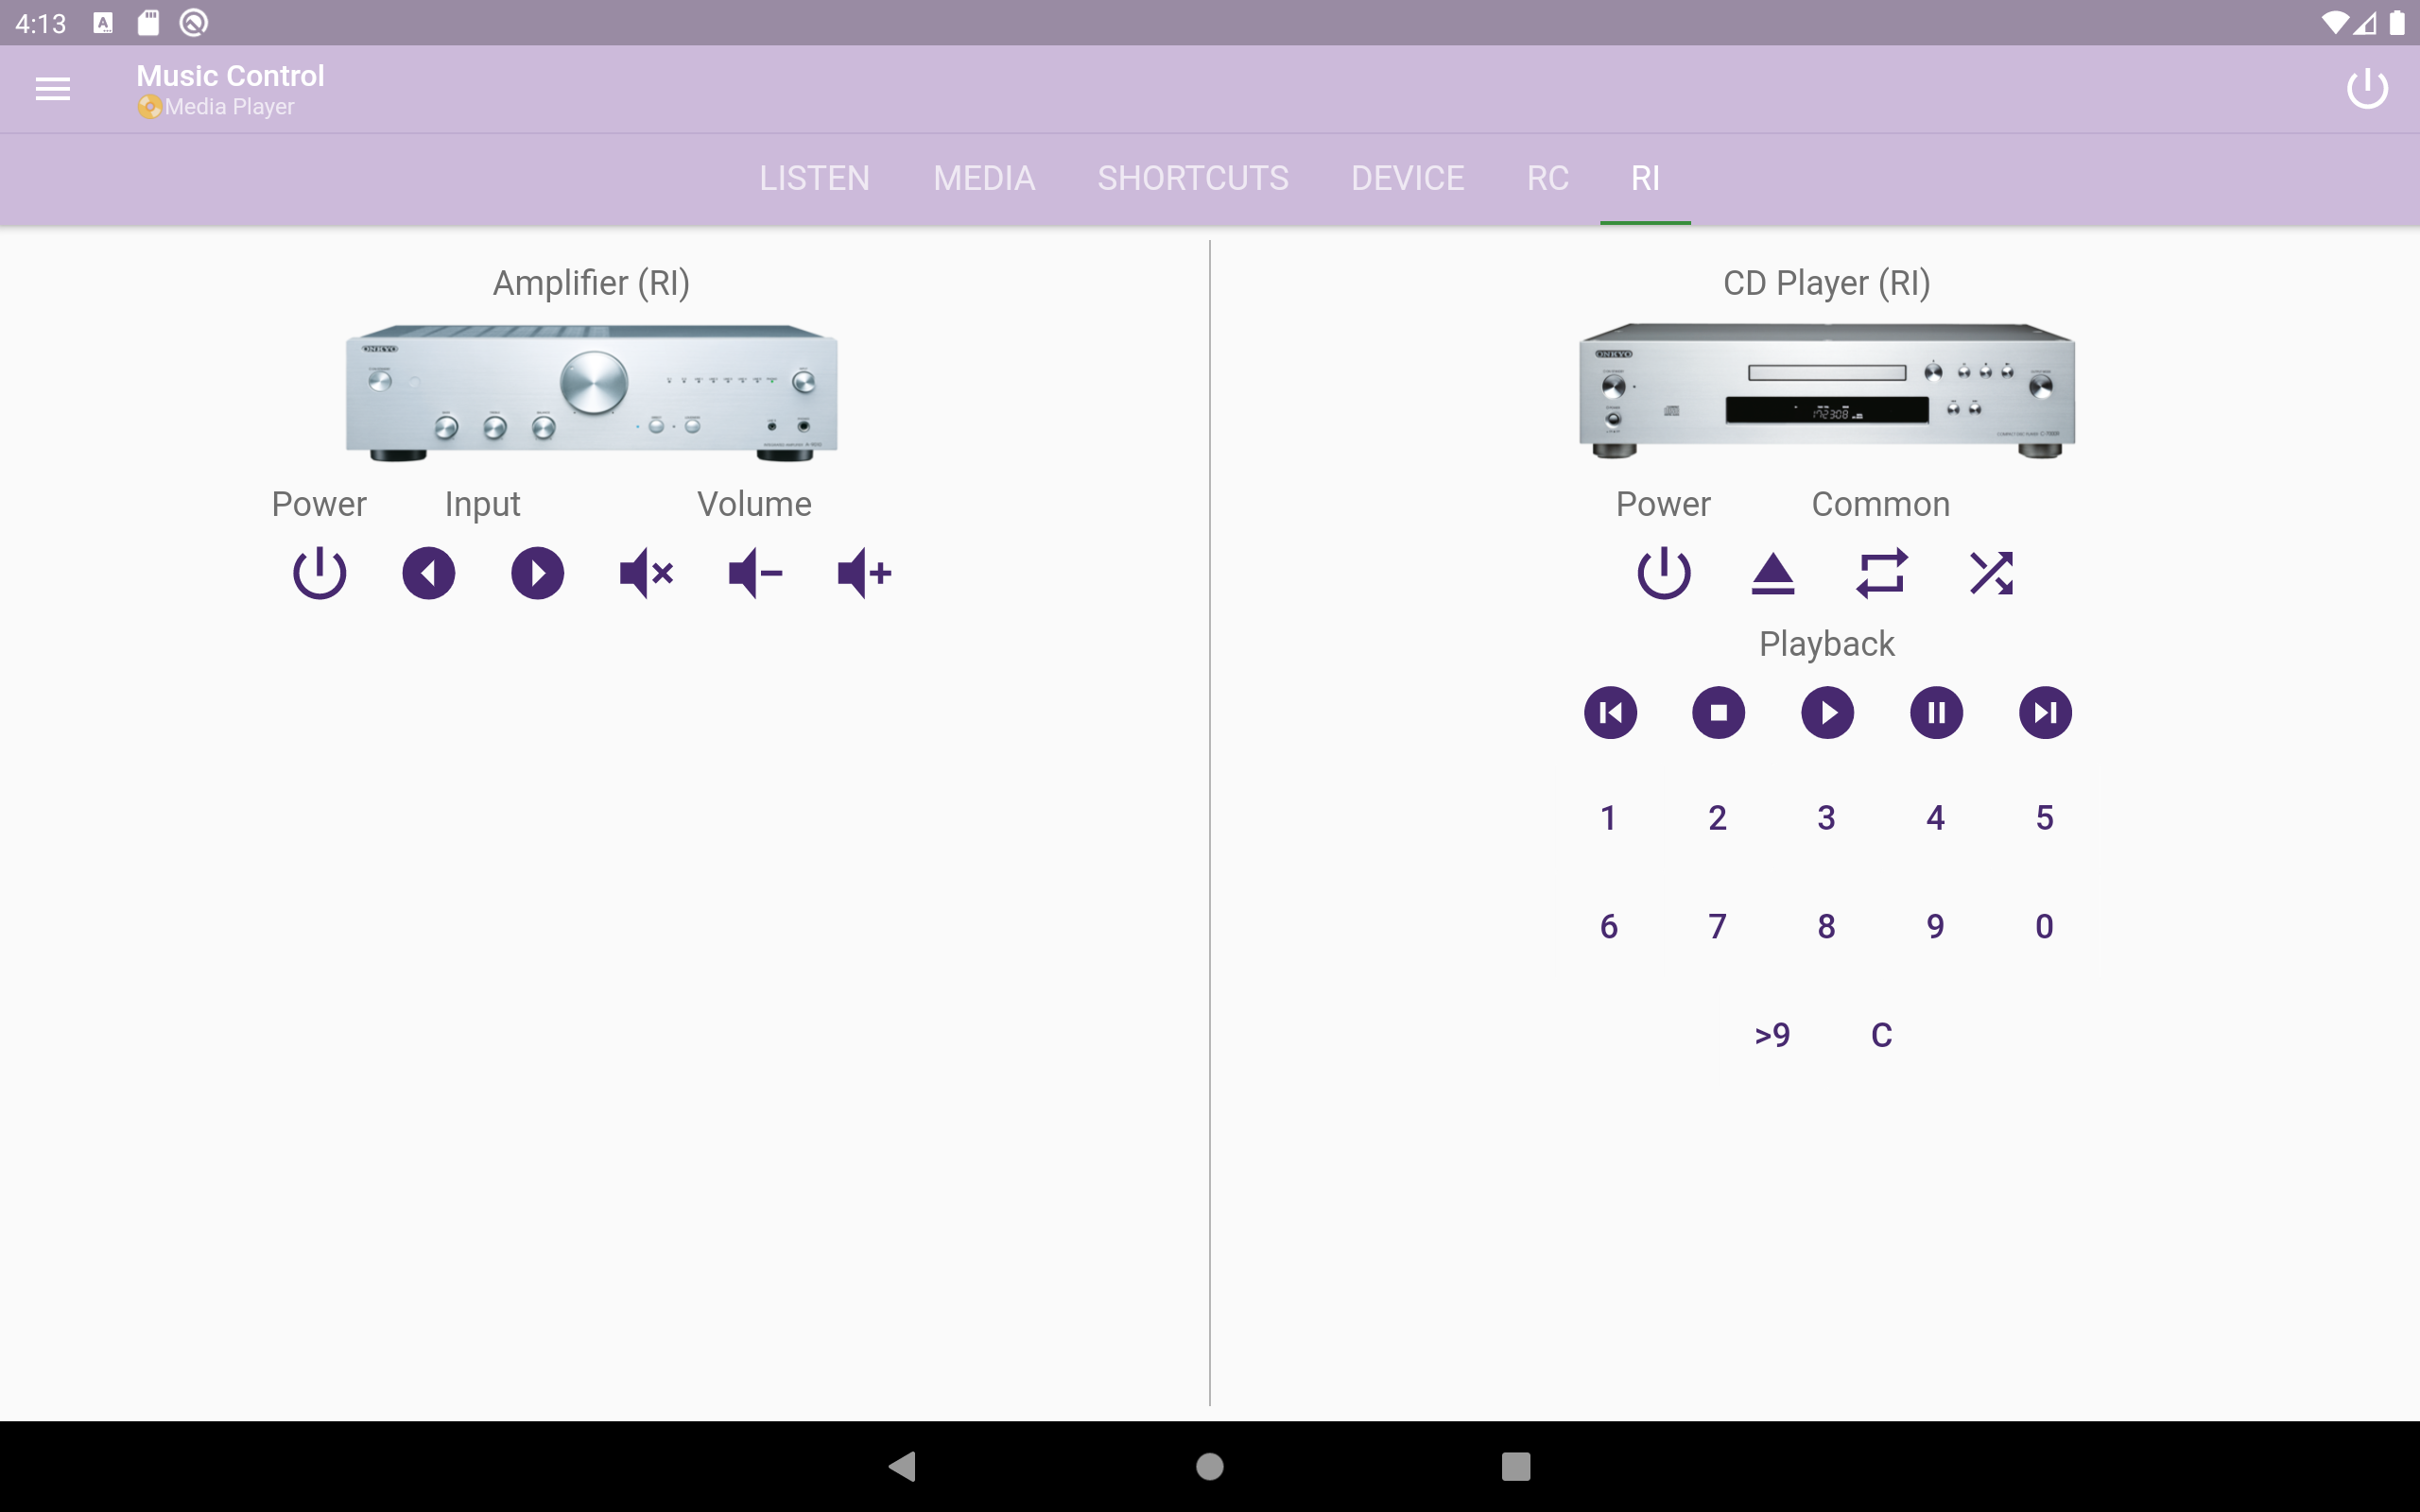 4:13
Music Control
Media Player
LISTEN
MEDIA
SHORTCUTS
DEVICE
RC
RI
Amplifier (RI)
ONKYO
Power
Input
Volume
CD Player (RI)
ONKYO
Power
Common
Playback
1 2 3 4 5
6 7 8 9 0
>9 C